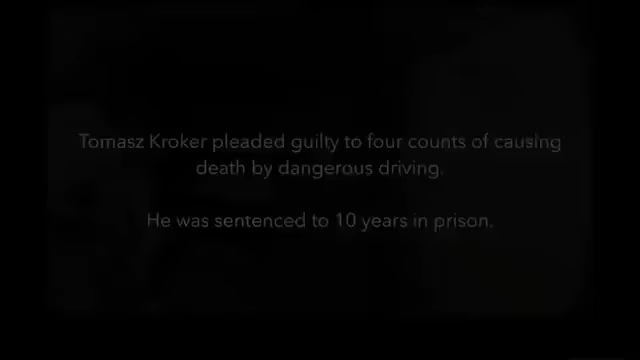 Tomasz Kroker pleaded guilty to four counts of causing
death by dangerous driving.
He was sentenced to 10 years in prison.